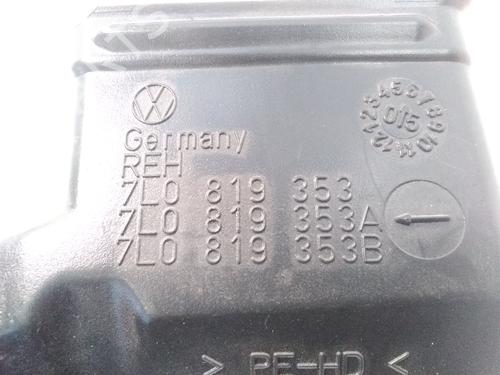 Germany
REH
7L0 819 353
7L0 819 353A
7L0 819 353B
> PE-HD <